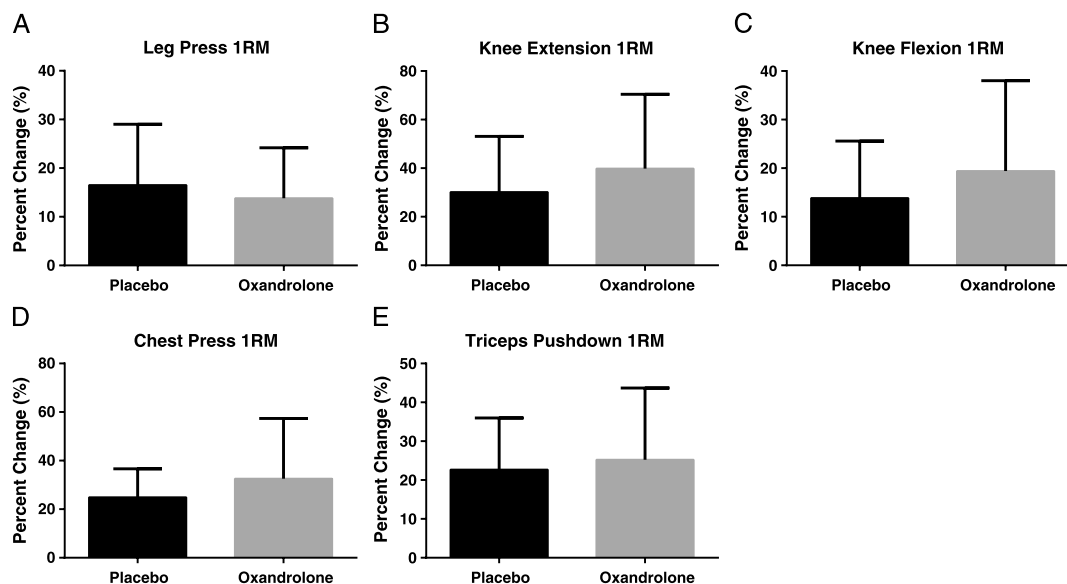 A
Leg Press 1RM
Percent Change (%)
40
30
20
10
0
Placebo Oxandrolone
B
Knee Extension 1RM
Percent Change (%)
80
60
40
20
0
Placebo Oxandrolone
C
Knee Flexion 1RM
Percent Change (%)
40
30
20
10
0
Placebo Oxandrolone
D
Chest Press 1RM
Percent Change (%)
80
60
40
20
0
Placebo Oxandrolone
E
Triceps Pushdown 1RM
Percent Change (%)
50
40
30
20
10
0
Placebo Oxandrolone